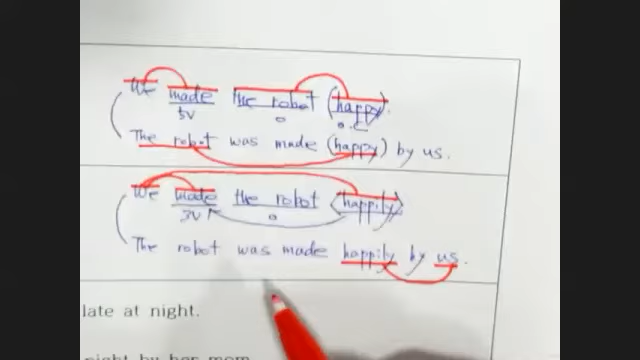 We made the robot (happy).
5V O O.C
The robot was made (happy) by us.
We made the robot <happily>
3V O
The robot was made happily by us.
late at night.
night by her mom